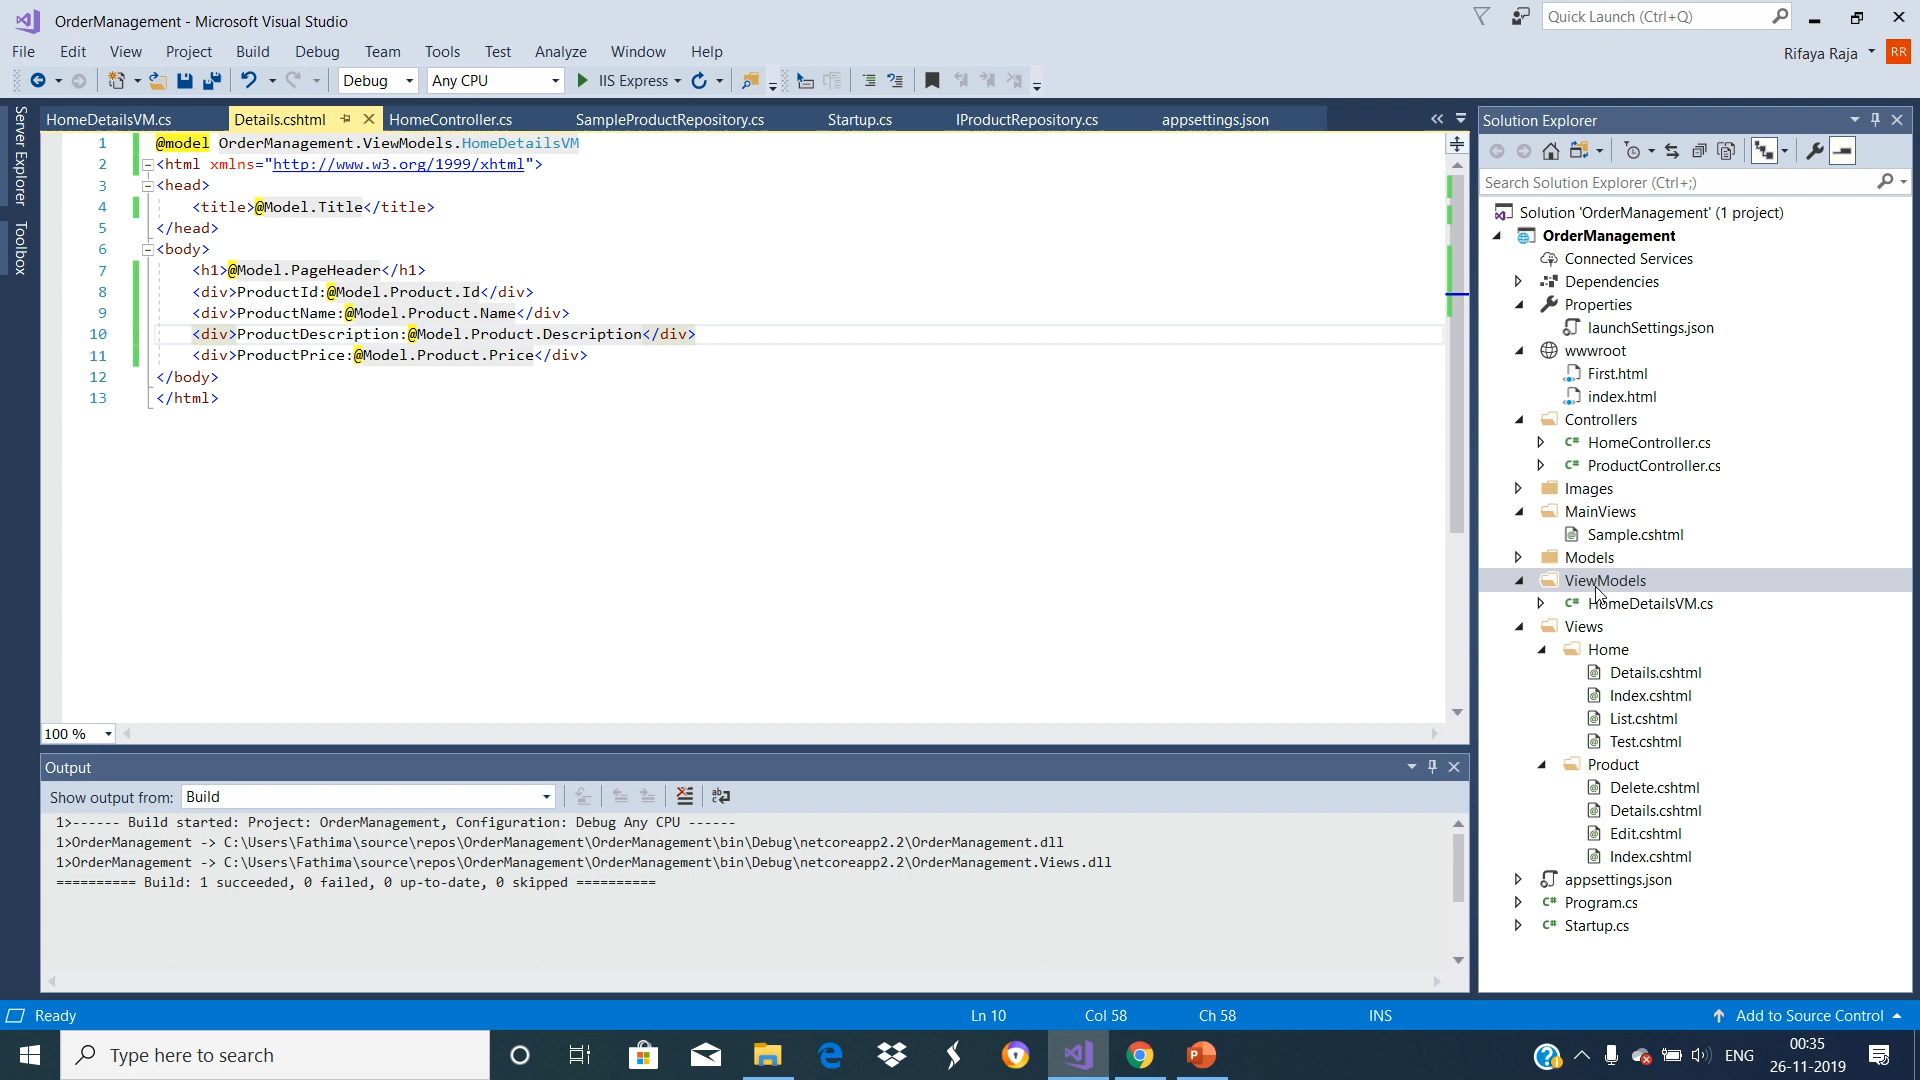 OrderManagement - Microsoft Visual Studio
Quick Launch (Ctrl+Q)
File Edit View Project Build Debug Team Tools Test Analyze Window Help
Rifaya Raja RR
Debug Any CPU IIS Express
Server Explorer
Toolbox
HomeDetailsVM.cs Details.cshtml HomeController.cs SampleProductRepository.cs Startup.cs IProductRepository.cs appsettings.json
1 @model OrderManagement.ViewModels.HomeDetailsVM
2 <html xmlns="http://www.w3.org/1999/xhtml">
3 <head>
4 <title>@Model.Title</title>
5 </head>
6 <body>
7 <h1>@Model.PageHeader</h1>
8 <div>ProductId:@Model.Product.Id</div>
9 <div>ProductName:@Model.Product.Name</div>
10 <div>ProductDescription:@Model.Product.Description</div>
11 <div>ProductPrice:@Model.Product.Price</div>
12 </body>
13 </html>
100 %
Output
Show output from: Build
1>------ Build started: Project: OrderManagement, Configuration: Debug Any CPU ------
1>OrderManagement -> C:\Users\Fathima\source\repos\OrderManagement\OrderManagement\bin\Debug\netcoreapp2.2\OrderManagement.dll
1>OrderManagement -> C:\Users\Fathima\source\repos\OrderManagement\OrderManagement\bin\Debug\netcoreapp2.2\OrderManagement.Views.dll
========== Build: 1 succeeded, 0 failed, 0 up-to-date, 0 skipped ==========
Solution Explorer
Search Solution Explorer (Ctrl+;)
Solution 'OrderManagement' (1 project)
OrderManagement
Connected Services
Dependencies
Properties
launchSettings.json
wwwroot
First.html
index.html
Controllers
C# HomeController.cs
C# ProductController.cs
Images
MainViews
Sample.cshtml
Models
ViewModels
C# HomeDetailsVM.cs
Views
Home
Details.cshtml
Index.cshtml
List.cshtml
Test.cshtml
Product
Delete.cshtml
Details.cshtml
Edit.cshtml
Index.cshtml
appsettings.json
C# Program.cs
C# Startup.cs
Ready Ln 10 Col 58 Ch 58 INS Add to Source Control
Type here to search
ENG
00:35
26-11-2019